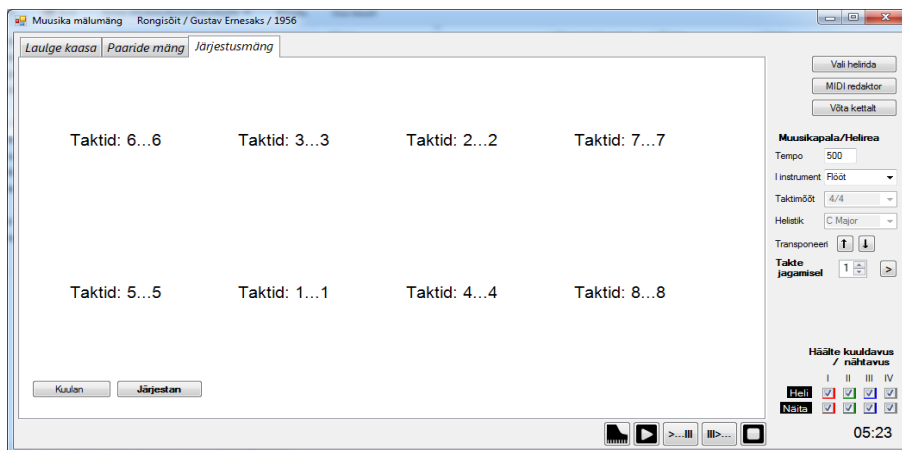 Muusika mälumäng Rongisõit / Gustav Ernesaks / 1956
Laulge kaasa Paaride mäng Järjestusmäng
Taktid: 6...6 Taktid: 3...3 Taktid: 2...2 Taktid: 7...7
Taktid: 5...5 Taktid: 1...1 Taktid: 4...4 Taktid: 8...8
Kuulan Järjestan
Vali helirida
MIDI redaktor
Võta kettalt
Muusikapala/Helirea
Tempo 500
I instrument Flööt
Taktimõõt 4/4
Helistik C Major
Transponeeri ↑ ↓
Takte
jagamisel 1 >
Häälte kuuldavus
/ nähtavus
I II III IV
Heli
Näita
>...III III>...
05:23